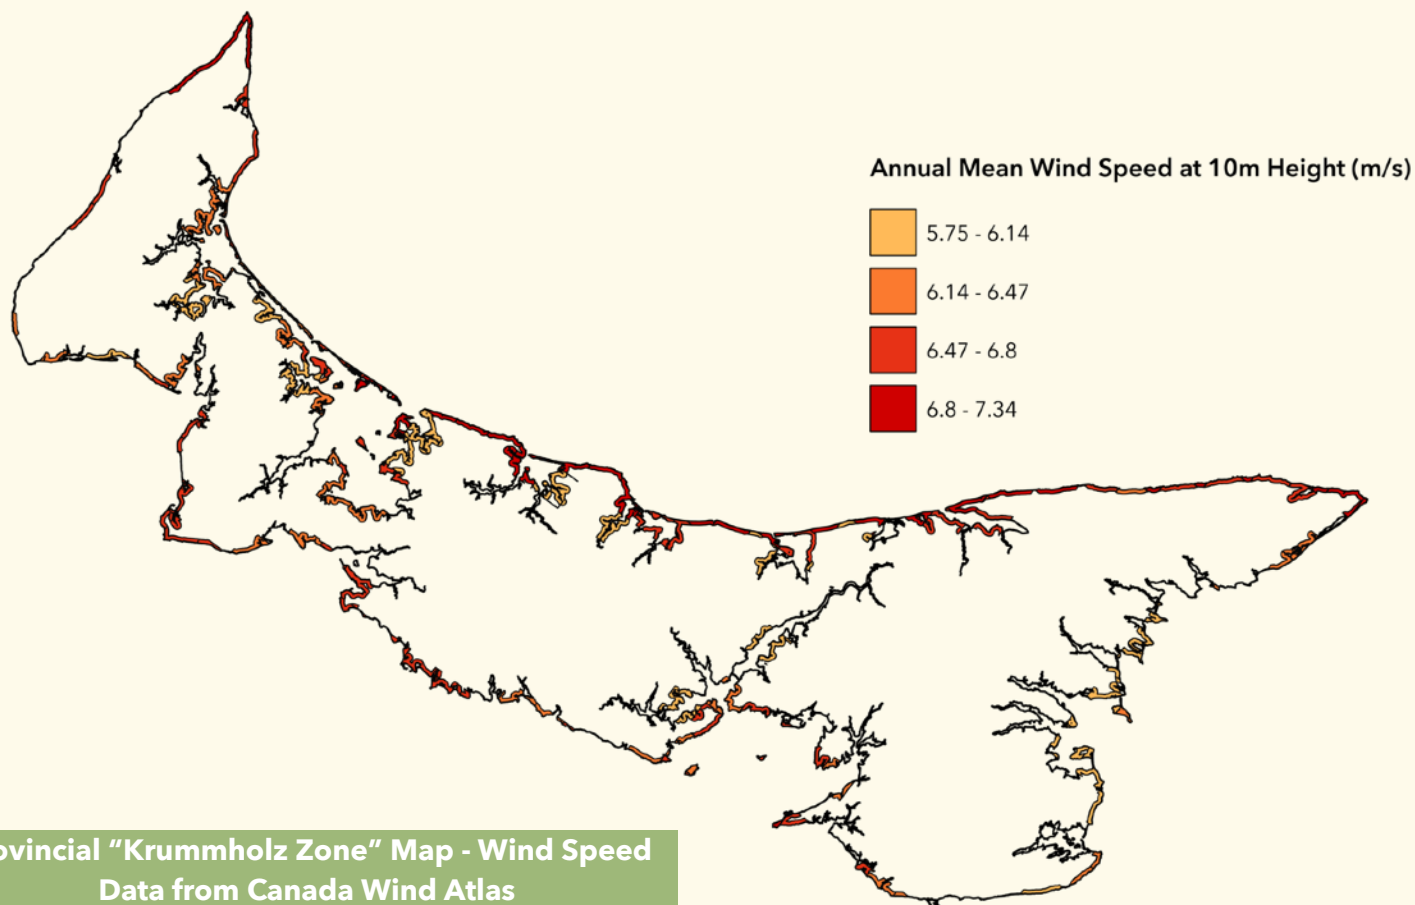 Annual Mean Wind Speed at 10m Height (m/s)
5.75 - 6.14
6.14 - 6.47
6.47 - 6.8
6.8 - 7.34
ovincial “Krummholz Zone” Map - Wind Speed
Data from Canada Wind Atlas